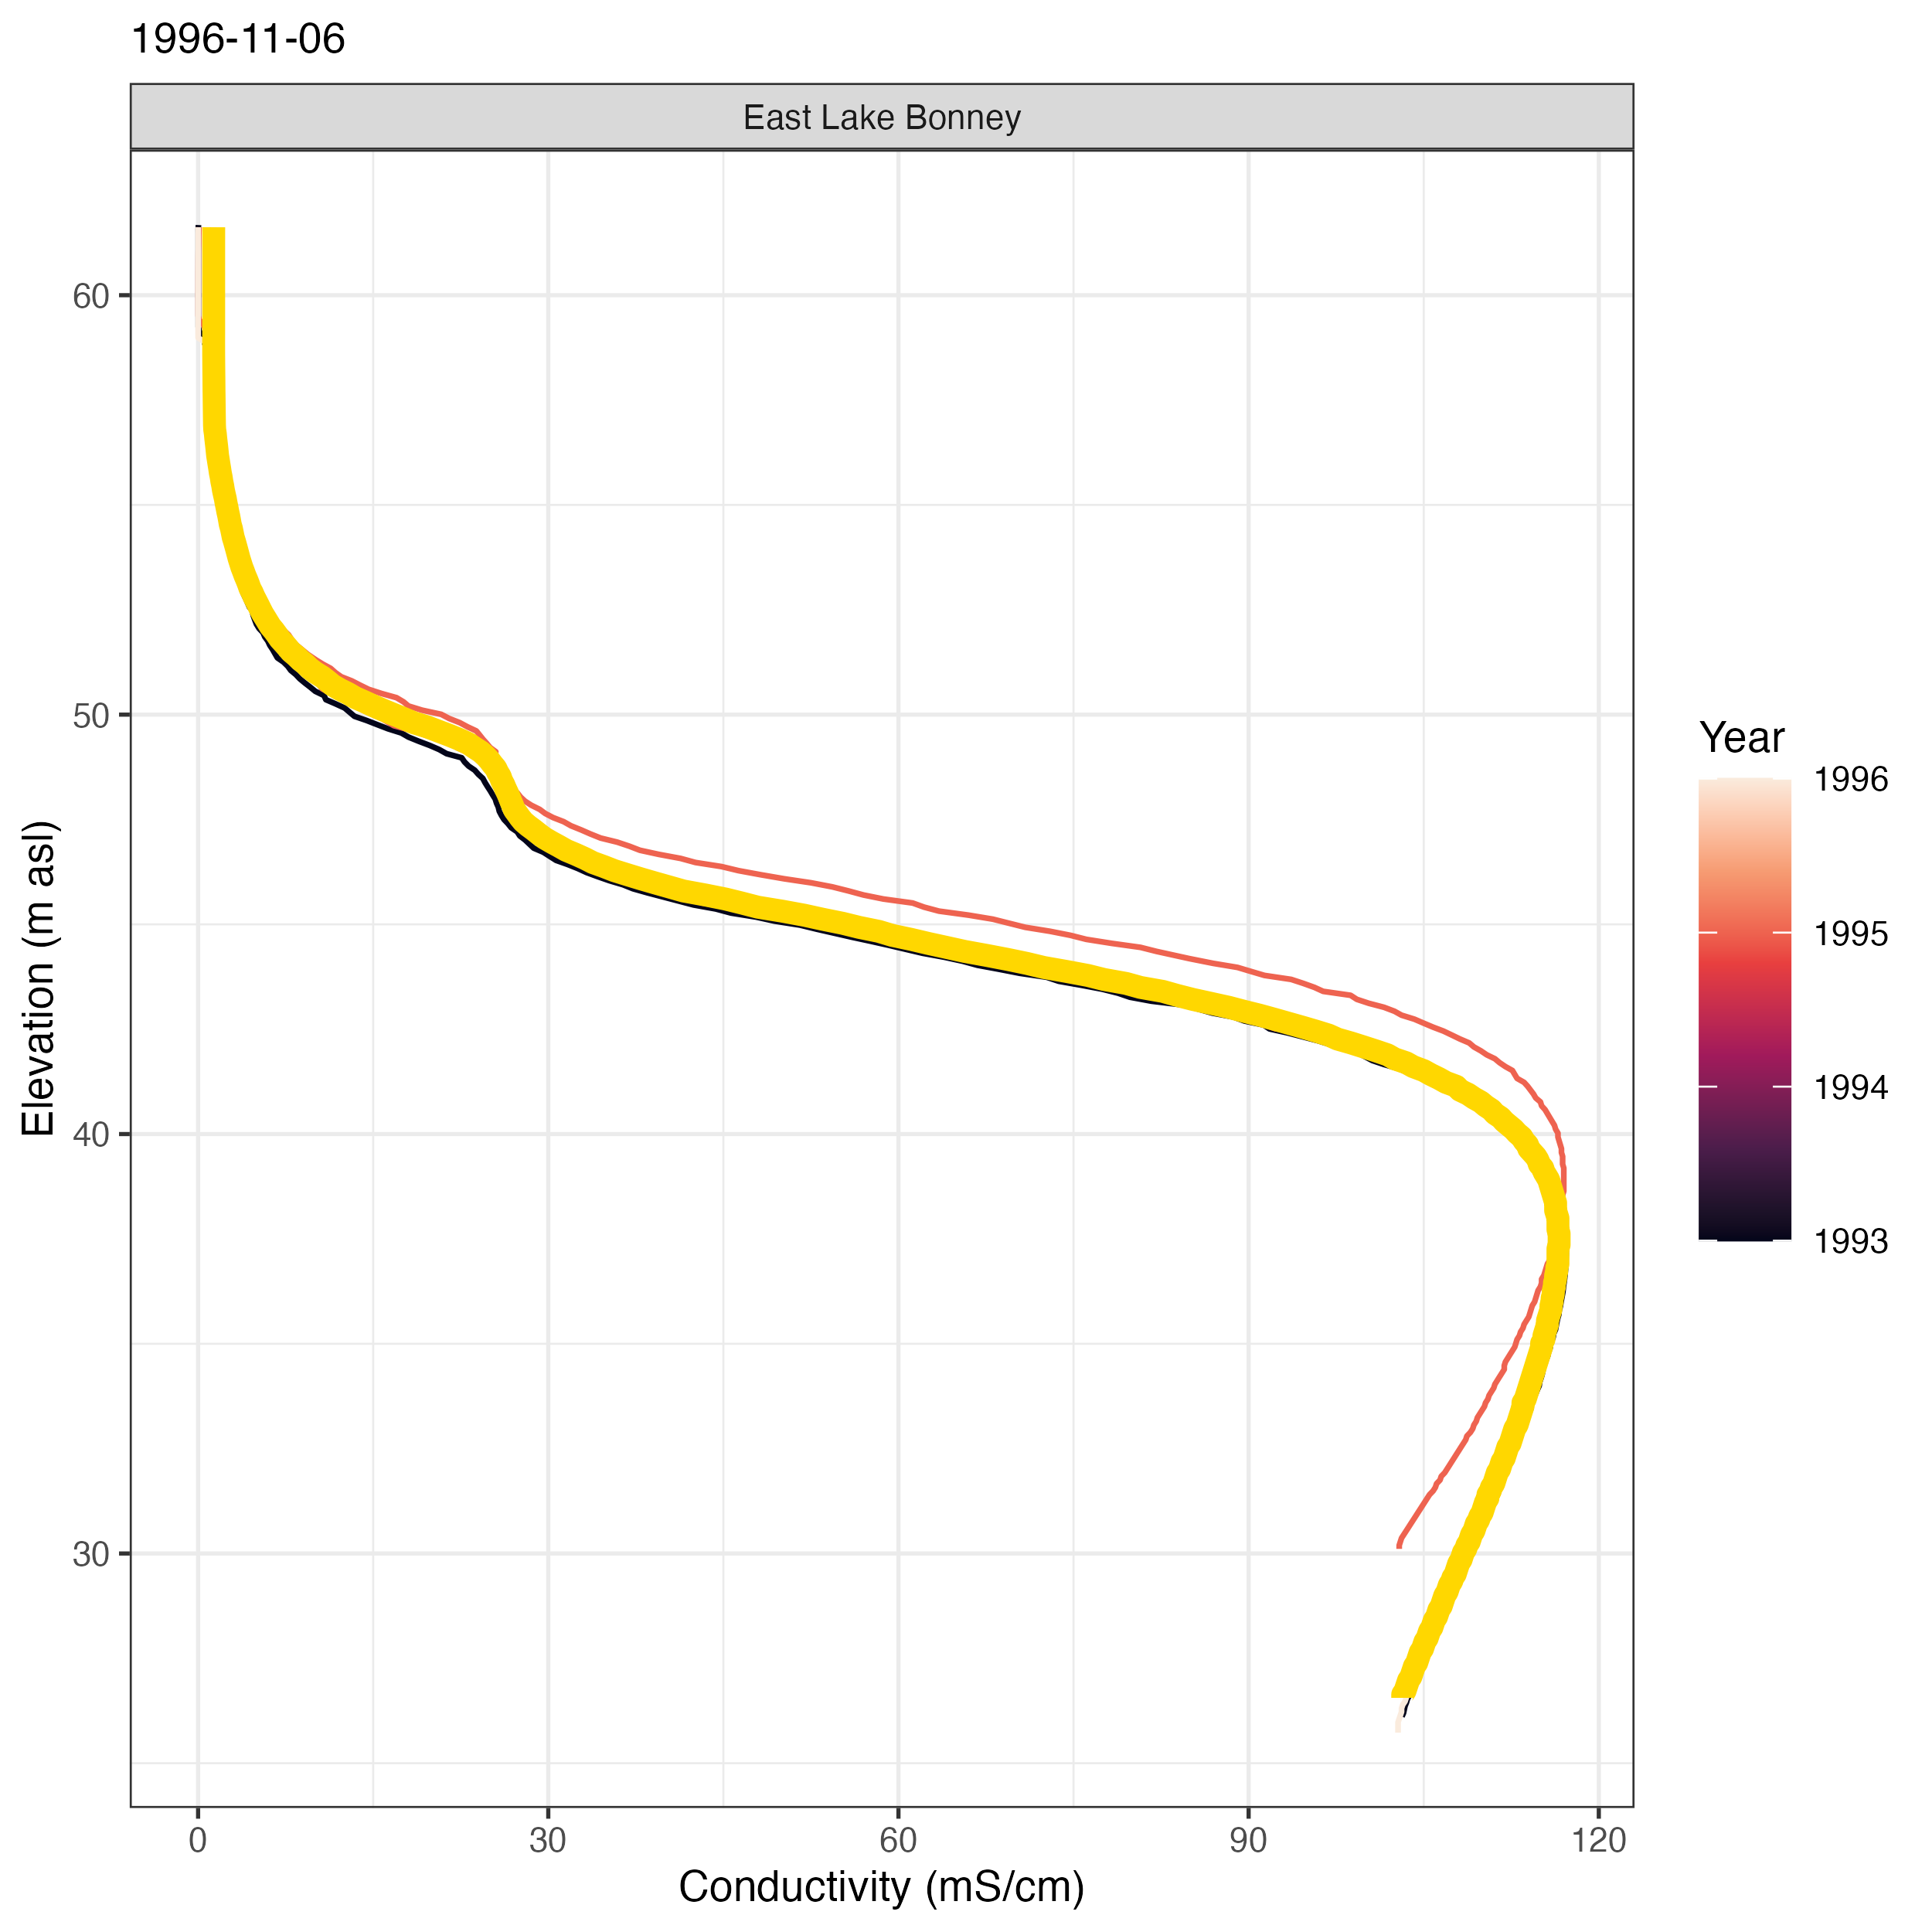 1996-11-06
East Lake Bonney
60
50
40
30
Elevation (m asl)
0 30 60 90 120
Conductivity (mS/cm)
Year
1996
1995
1994
1993